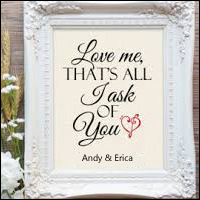 Love me,
THAT'S ALL
I ask
OF
You
Andy & Erica